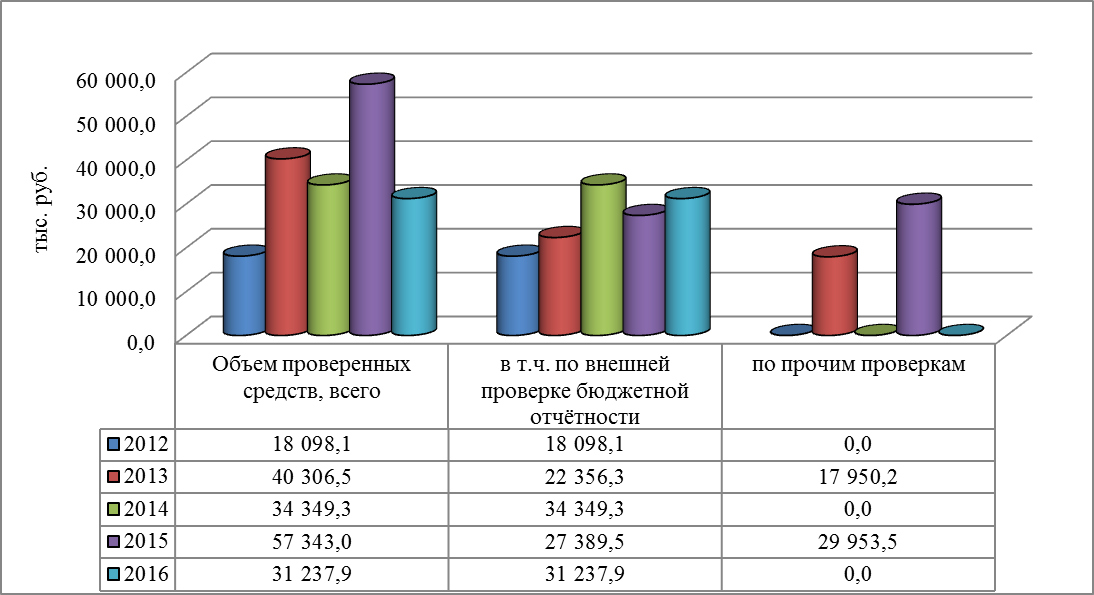 60 000,0
50 000,0
40 000,0
30 000,0
20 000,0
10 000,0
0,0
тыс. руб.
Объем проверенных средств, всего
в т.ч. по внешней проверке бюджетной отчётности
по прочим проверкам
2012 18 098,1 18 098,1 0,0
2013 40 306,5 22 356,3 17 950,2
2014 34 349,3 34 349,3 0,0
2015 57 343,0 27 389,5 29 953,5
2016 31 237,9 31 237,9 0,0